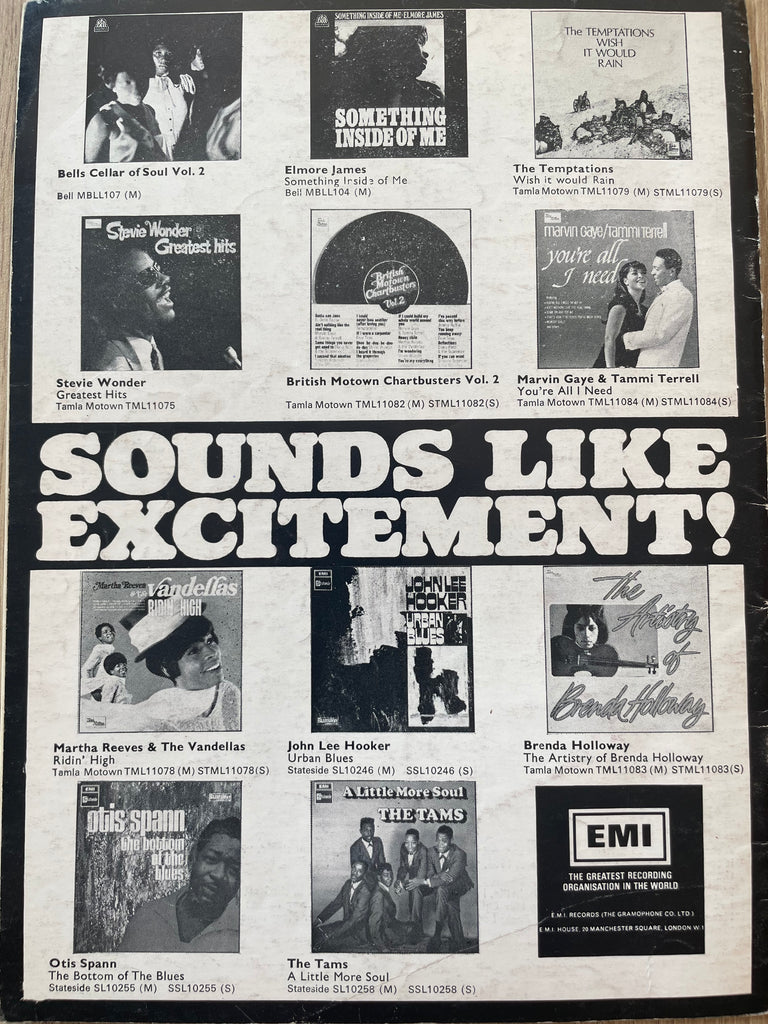 SOMETHING INSIDE OF ME·ELMORE JAMES
SOMETHING
INSIDE OF ME
The TEMPTATIONS
WISH
IT WOULD
RAIN
Bells Cellar of Soul Vol. 2
Bell MBLL107 (M)
Elmore James
Something Inside of Me
Bell MBLL104 (M)
The Temptations
Wish it would Rain
Tamla Motown TML11079 (M) STML11079(S)
Stevie Wonder
Greatest hits
British
Motown
Chartbusters
Vol. 2
marvin gaye/tammi terrell
you're all
I need
Stevie Wonder
Greatest Hits
Tamla Motown TML11075
British Motown Chartbusters Vol. 2
Tamla Motown TML11082 (M) STML11082(S)
Marvin Gaye & Tammi Terrell
You're All I Need
Tamla Motown TML11084 (M) STML11084(S)
SOUNDS LIKE
EXCITEMENT!
Martha Reeves
& The Vandellas
RIDIN' HIGH
EMI
JOHN LEE
HOOKER
URBAN
BLUES
The
Artistry
of
Brenda Holloway
Martha Reeves & The Vandellas
Ridin' High
Tamla Motown TML11078 (M) STML11078(S)
John Lee Hooker
Urban Blues
Stateside SL10246 (M) SSL10246 (S)
Brenda Holloway
The Artistry of Brenda Holloway
Tamla Motown TML11083 (M) STML11083(S)
EMI
otis spann
the bottom
of the
blues
EMI
A Little More Soul
THE TAMS
EMI
THE GREATEST RECORDING
ORGANISATION IN THE WORLD
E.M.I. RECORDS (THE GRAMOPHONE CO. LTD.)
E.M.I. HOUSE, 20 MANCHESTER SQUARE, LONDON W.1
Otis Spann
The Bottom of The Blues
Stateside SL10255 (M) SSL10255 (S)
The Tams
A Little More Soul
Stateside SL10258 (M) SSL10258 (S)